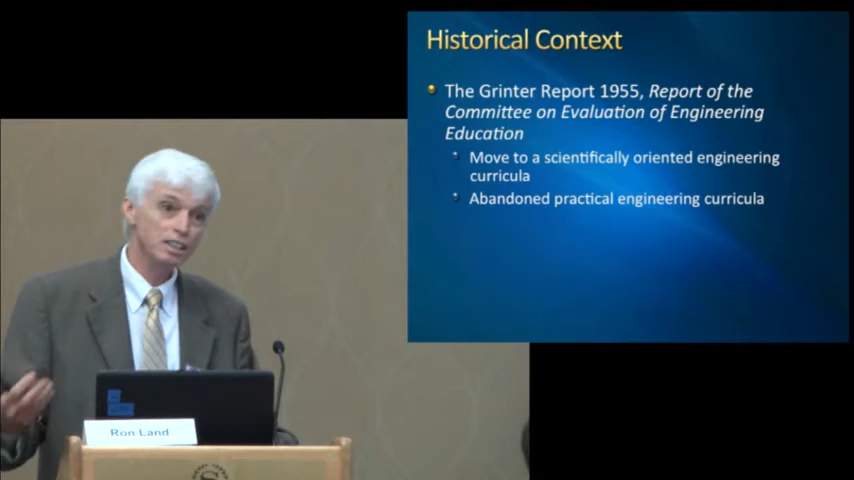 Historical Context
The Grinter Report 1955, Report of the
Committee on Evaluation of Engineering
Education
Move to a scientifically oriented engineering
curricula
Abandoned practical engineering curricula
Ron Land
S